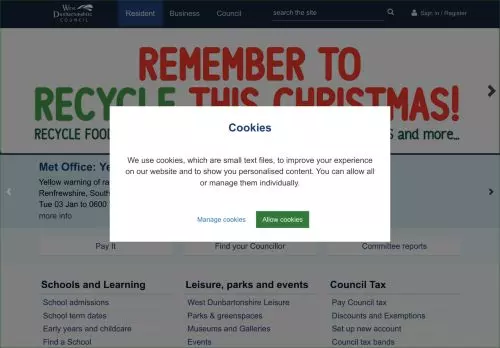 West
Dunbartonshire
COUNCIL
Resident
Business
Council
search the site
Sign in / Register
REMEMBER TO
RECYCLE THIS CHRISTMAS!
RECYCLE FOOD
and more...
Cookies
We use cookies, which are small text files, to improve your experience
on our website and to show you personalised content. You can allow all
or manage them individually.
Manage cookies
Allow cookies
Met Office: Ye
Yellow warning of ra
Renfrewshire, South
Tue 03 Jan to 0600
more info
Pay It
Find your Councillor
Committee reports
Schools and Learning
School admissions
School term dates
Early years and childcare
Find a School
Leisure, parks and events
West Dunbartonshire Leisure
Parks & greenspaces
Museums and Galleries
Events
Council Tax
Pay Council tax
Discounts and Exemptions
Set up new account
Council tax bands